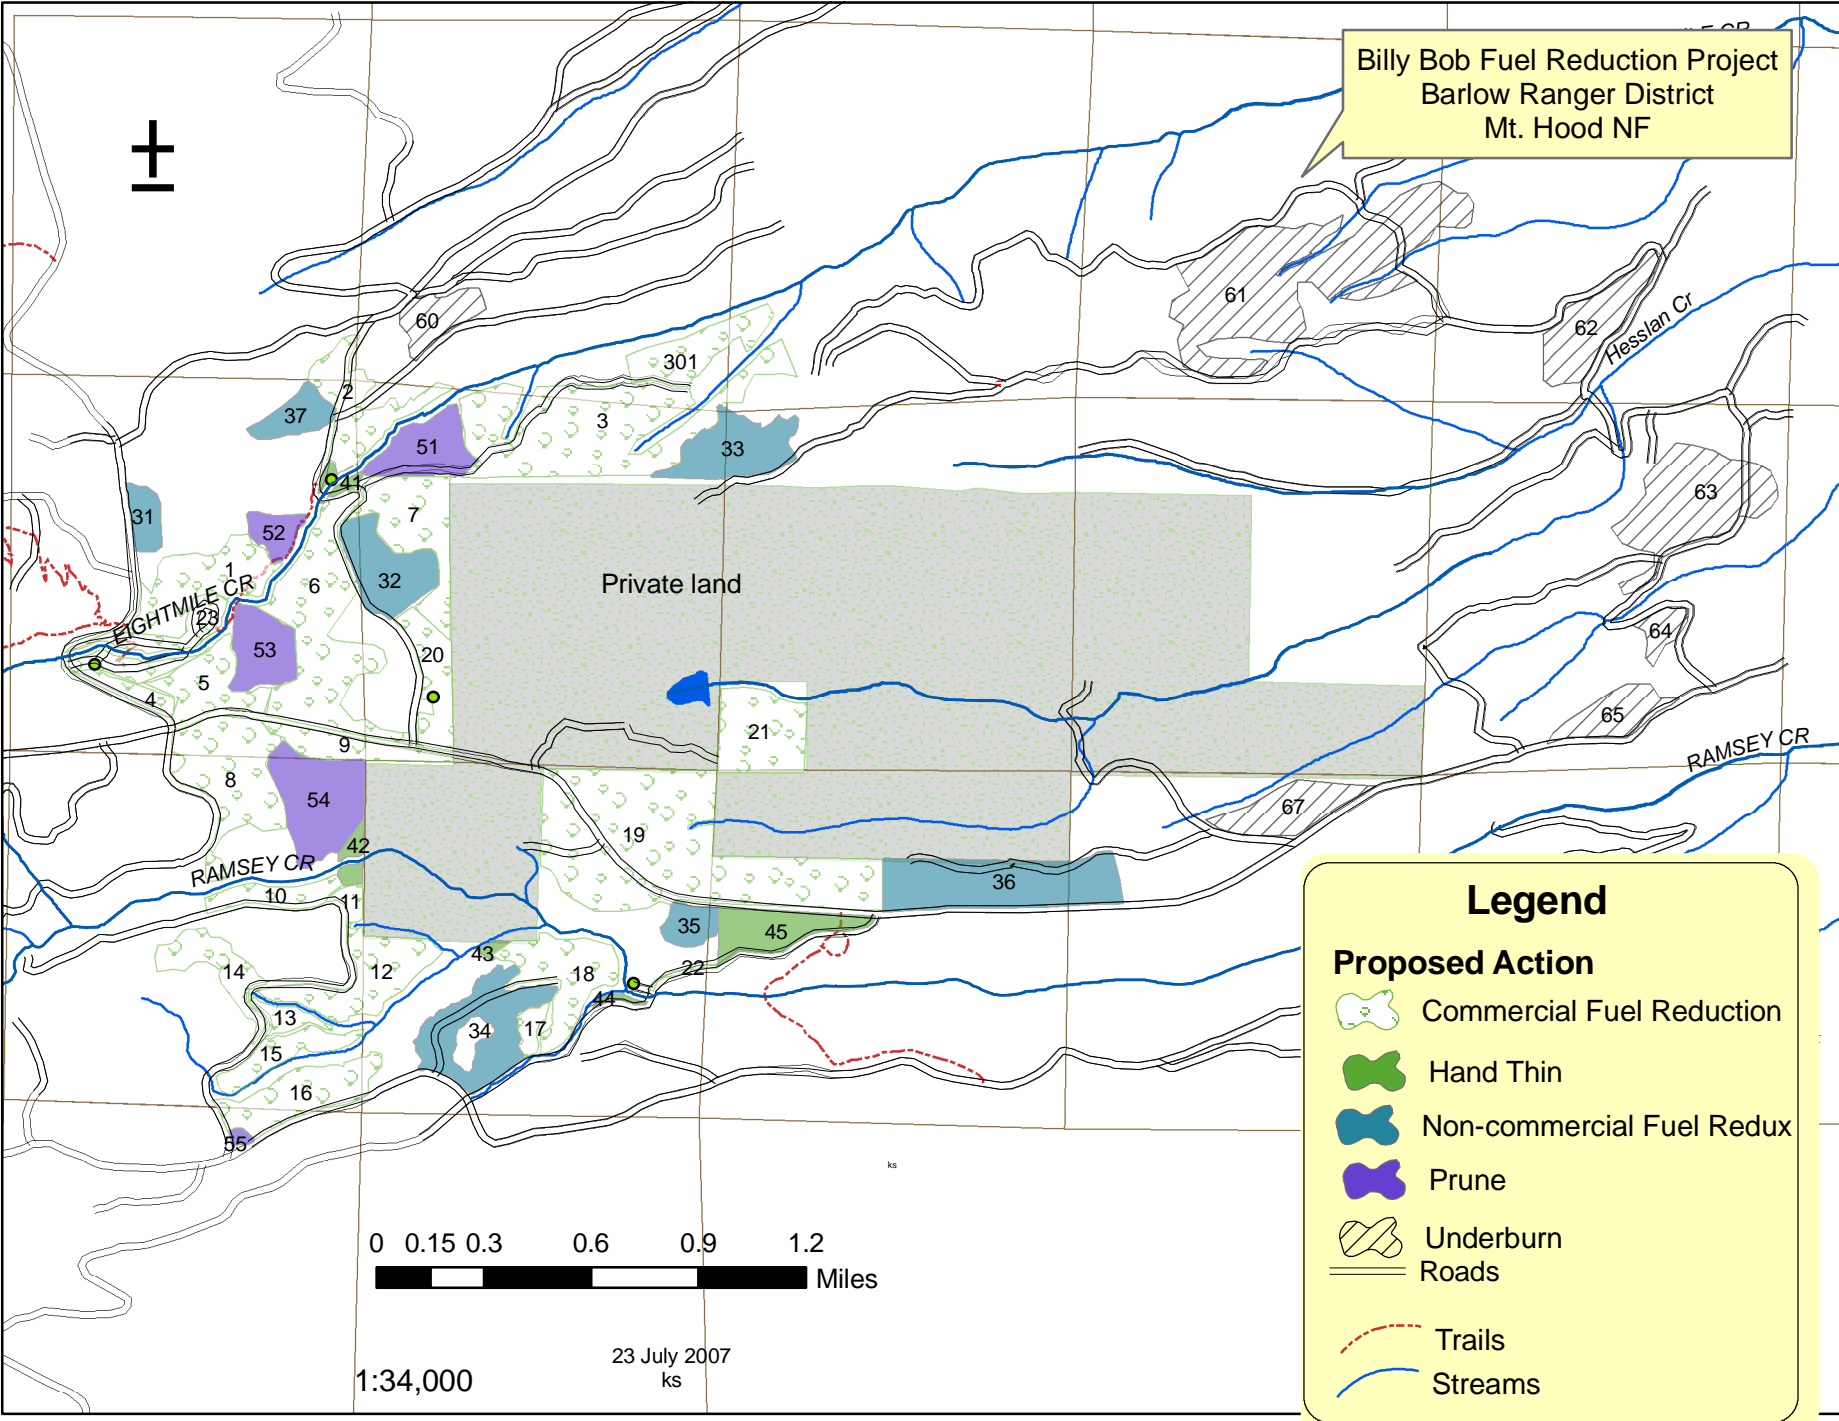 Billy Bob Fuel Reduction Project
Barlow Ranger District
Mt. Hood NF
60
61
62
Hesslan Cr
301
2
37
3
51
33
41
31
7
52
63
1
32
6
Private land
EIGHTMILE CR
23
64
53
20
5
4
65
21
9
RAMSEY CR
8
54
67
19
42
RAMSEY CR
36
10
11
35
45
43
22
14
12
18
44
13
34
17
15
16
55
ks
0 0.15 0.3 0.6 0.9 1.2
Miles
23 July 2007
ks
1:34,000
Legend
Proposed Action
Commercial Fuel Reduction
Hand Thin
Non-commercial Fuel Redux
Prune
Underburn
Roads
Trails
Streams